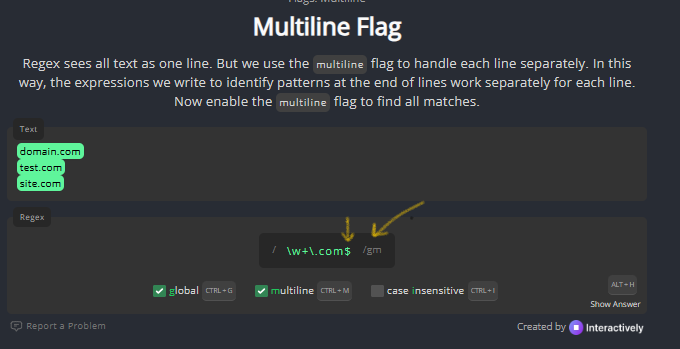 Flags: Multiline
Multiline Flag
Regex sees all text as one line. But we use the multiline flag to handle each line separately. In this
way, the expressions we write to identify patterns at the end of lines work separately for each line.
Now enable the multiline flag to find all matches.
Text
domain.com
test.com
site.com
Regex
/ \w+\.com$ /gm
global CTRL+G multiline CTRL+M case insensitive CTRL+I
ALT+H
Show Answer
Report a Problem
Created by Interactively